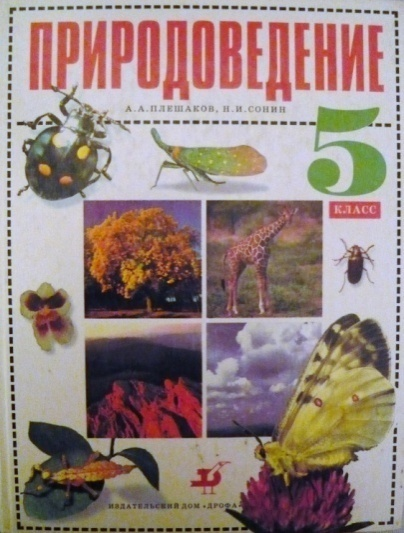 ПРИРОДОВЕДЕНИЕ
А.А.ПЛЕШАКОВ, Н.И.СОНИН
5
КЛАСС
ИЗДАТЕЛЬСКИЙ ДОМ «ДРОФА»